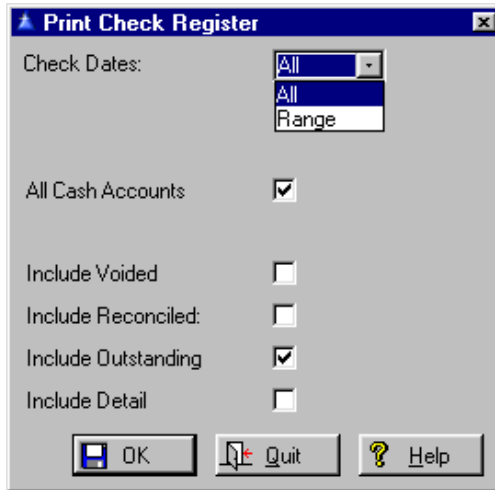 Print Check Register
Check Dates: All
All
Range
All Cash Accounts
Include Voided
Include Reconciled:
Include Outstanding
Include Detail
OK Quit Help